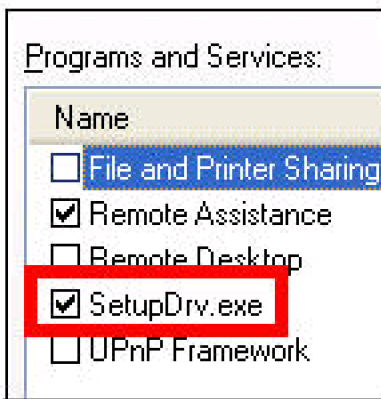 Programs and Services:
Name
File and Printer Sharing
Remote Assistance
Remote Desktop
SetupDrv.exe
UPnP Framework